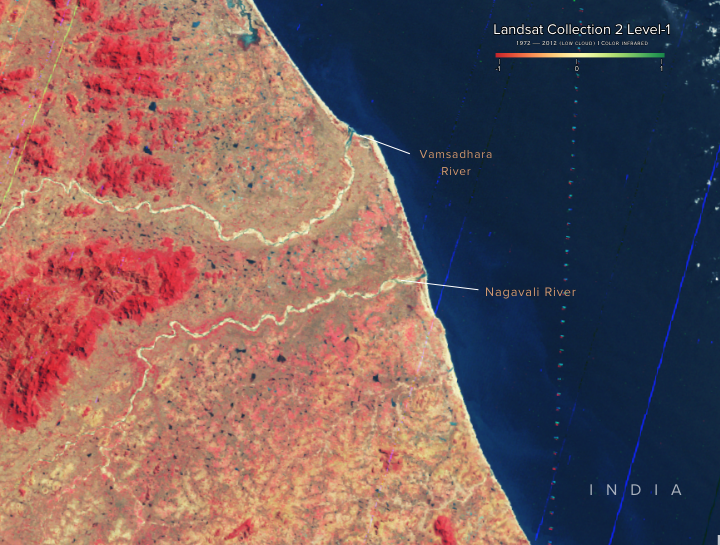 Landsat Collection 2 Level-1
1972 — 2012 (LOW CLOUD) I COLOR INFRARED
-1 0 1
Vamsadhara
River
Nagavali River
INDIA